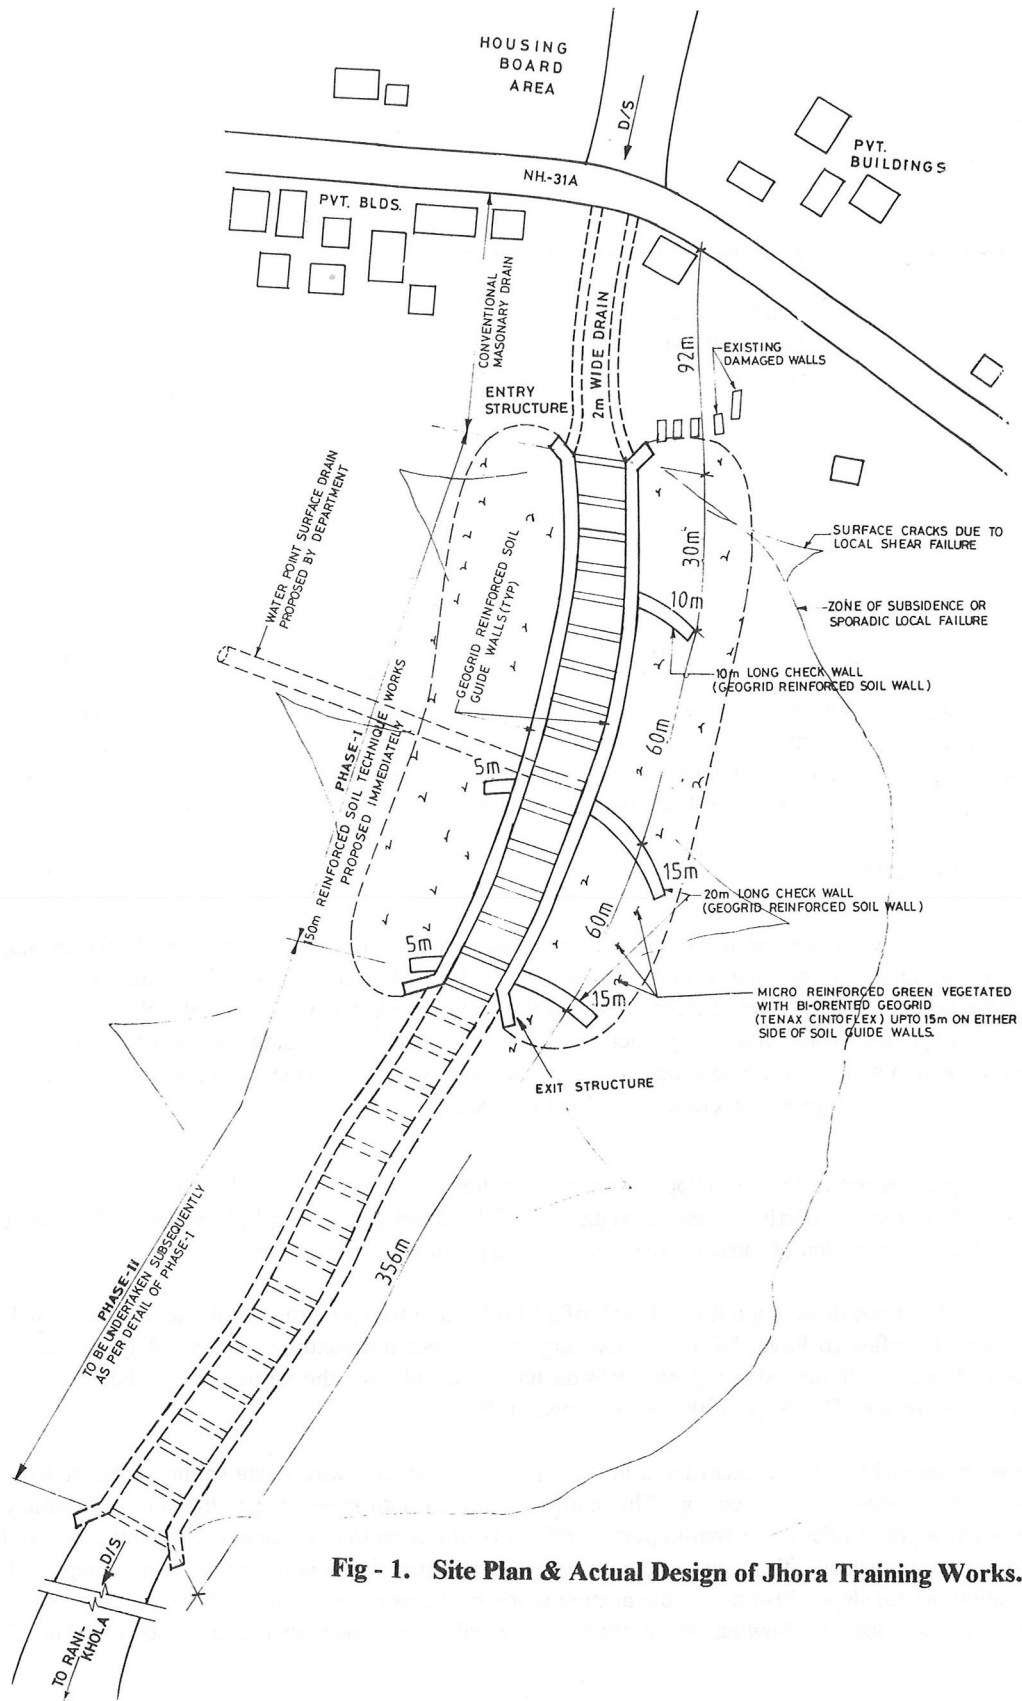 HOUSING
BOARD
AREA
D/S
PVT.
BUILDINGS
NH.-31A
PVT. BLDS.
CONVENTIONAL
MASONARY DRAIN
2m WIDE DRAIN
92m
EXISTING
DAMAGED WALLS
ENTRY
STRUCTURE
WATER POINT SURFACE DRAIN
PROPOSED BY DEPARTMENT
GEOGRID REINFORCED SOIL
GUIDE WALLS(TYP)
30m
SURFACE CRACKS DUE TO
LOCAL SHEAR FAILURE
10m
ZONE OF SUBSIDENCE OR
SPORADIC LOCAL FAILURE
10m LONG CHECK WALL
(GEOGRID REINFORCED SOIL WALL)
PHASE-I
150m REINFORCED SOIL TECHNIQUE WORKS
PROPOSED IMMEDIATELY
60m
5m
15m
20m LONG CHECK WALL
(GEOGRID REINFORCED SOIL WALL)
60m
5m
15m
MICRO REINFORCED GREEN VEGETATED
WITH BI-ORENTED GEOGRID
(TENAX CINTOFLEX) UPTO 15m ON EITHER
SIDE OF SOIL GUIDE WALLS.
EXIT STRUCTURE
PHASE-II
TO BE UNDERTAKEN SUBSEQUENTLY
AS PER DETAIL OF PHASE-I
356m
D/S
TO RANI-
KHOLA
Fig - 1. Site Plan & Actual Design of Jhora Training Works.